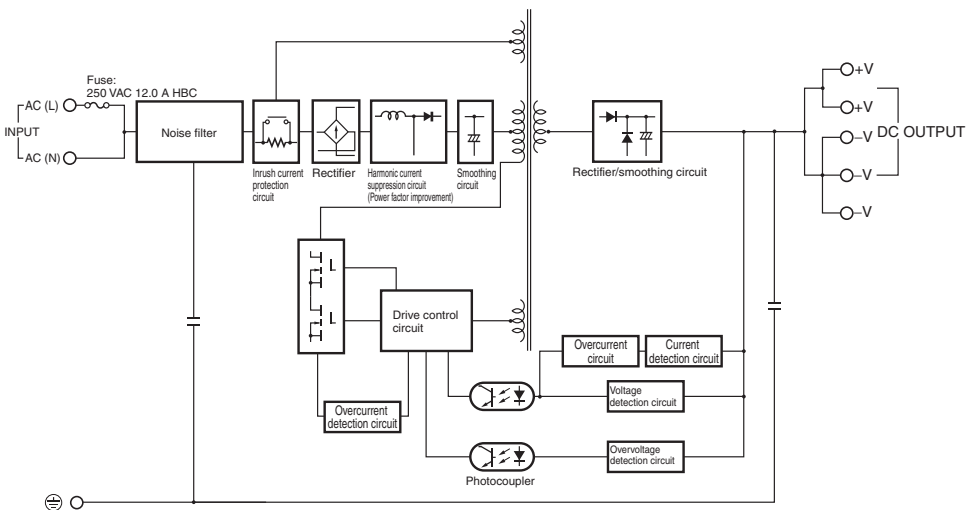 Fuse:
250 VAC 12.0 A HBC
AC (L)
INPUT
AC (N)
Noise filter
Inrush current
protection
circuit
Rectifier
Harmonic current
suppression circuit
(Power factor improvement)
Smoothing
circuit
Rectifier/smoothing circuit
+V
+V
–V
DC OUTPUT
–V
–V
Drive control
circuit
Overcurrent
circuit
Current
detection circuit
Voltage
detection circuit
Overcurrent
detection circuit
Overvoltage
detection circuit
Photocoupler